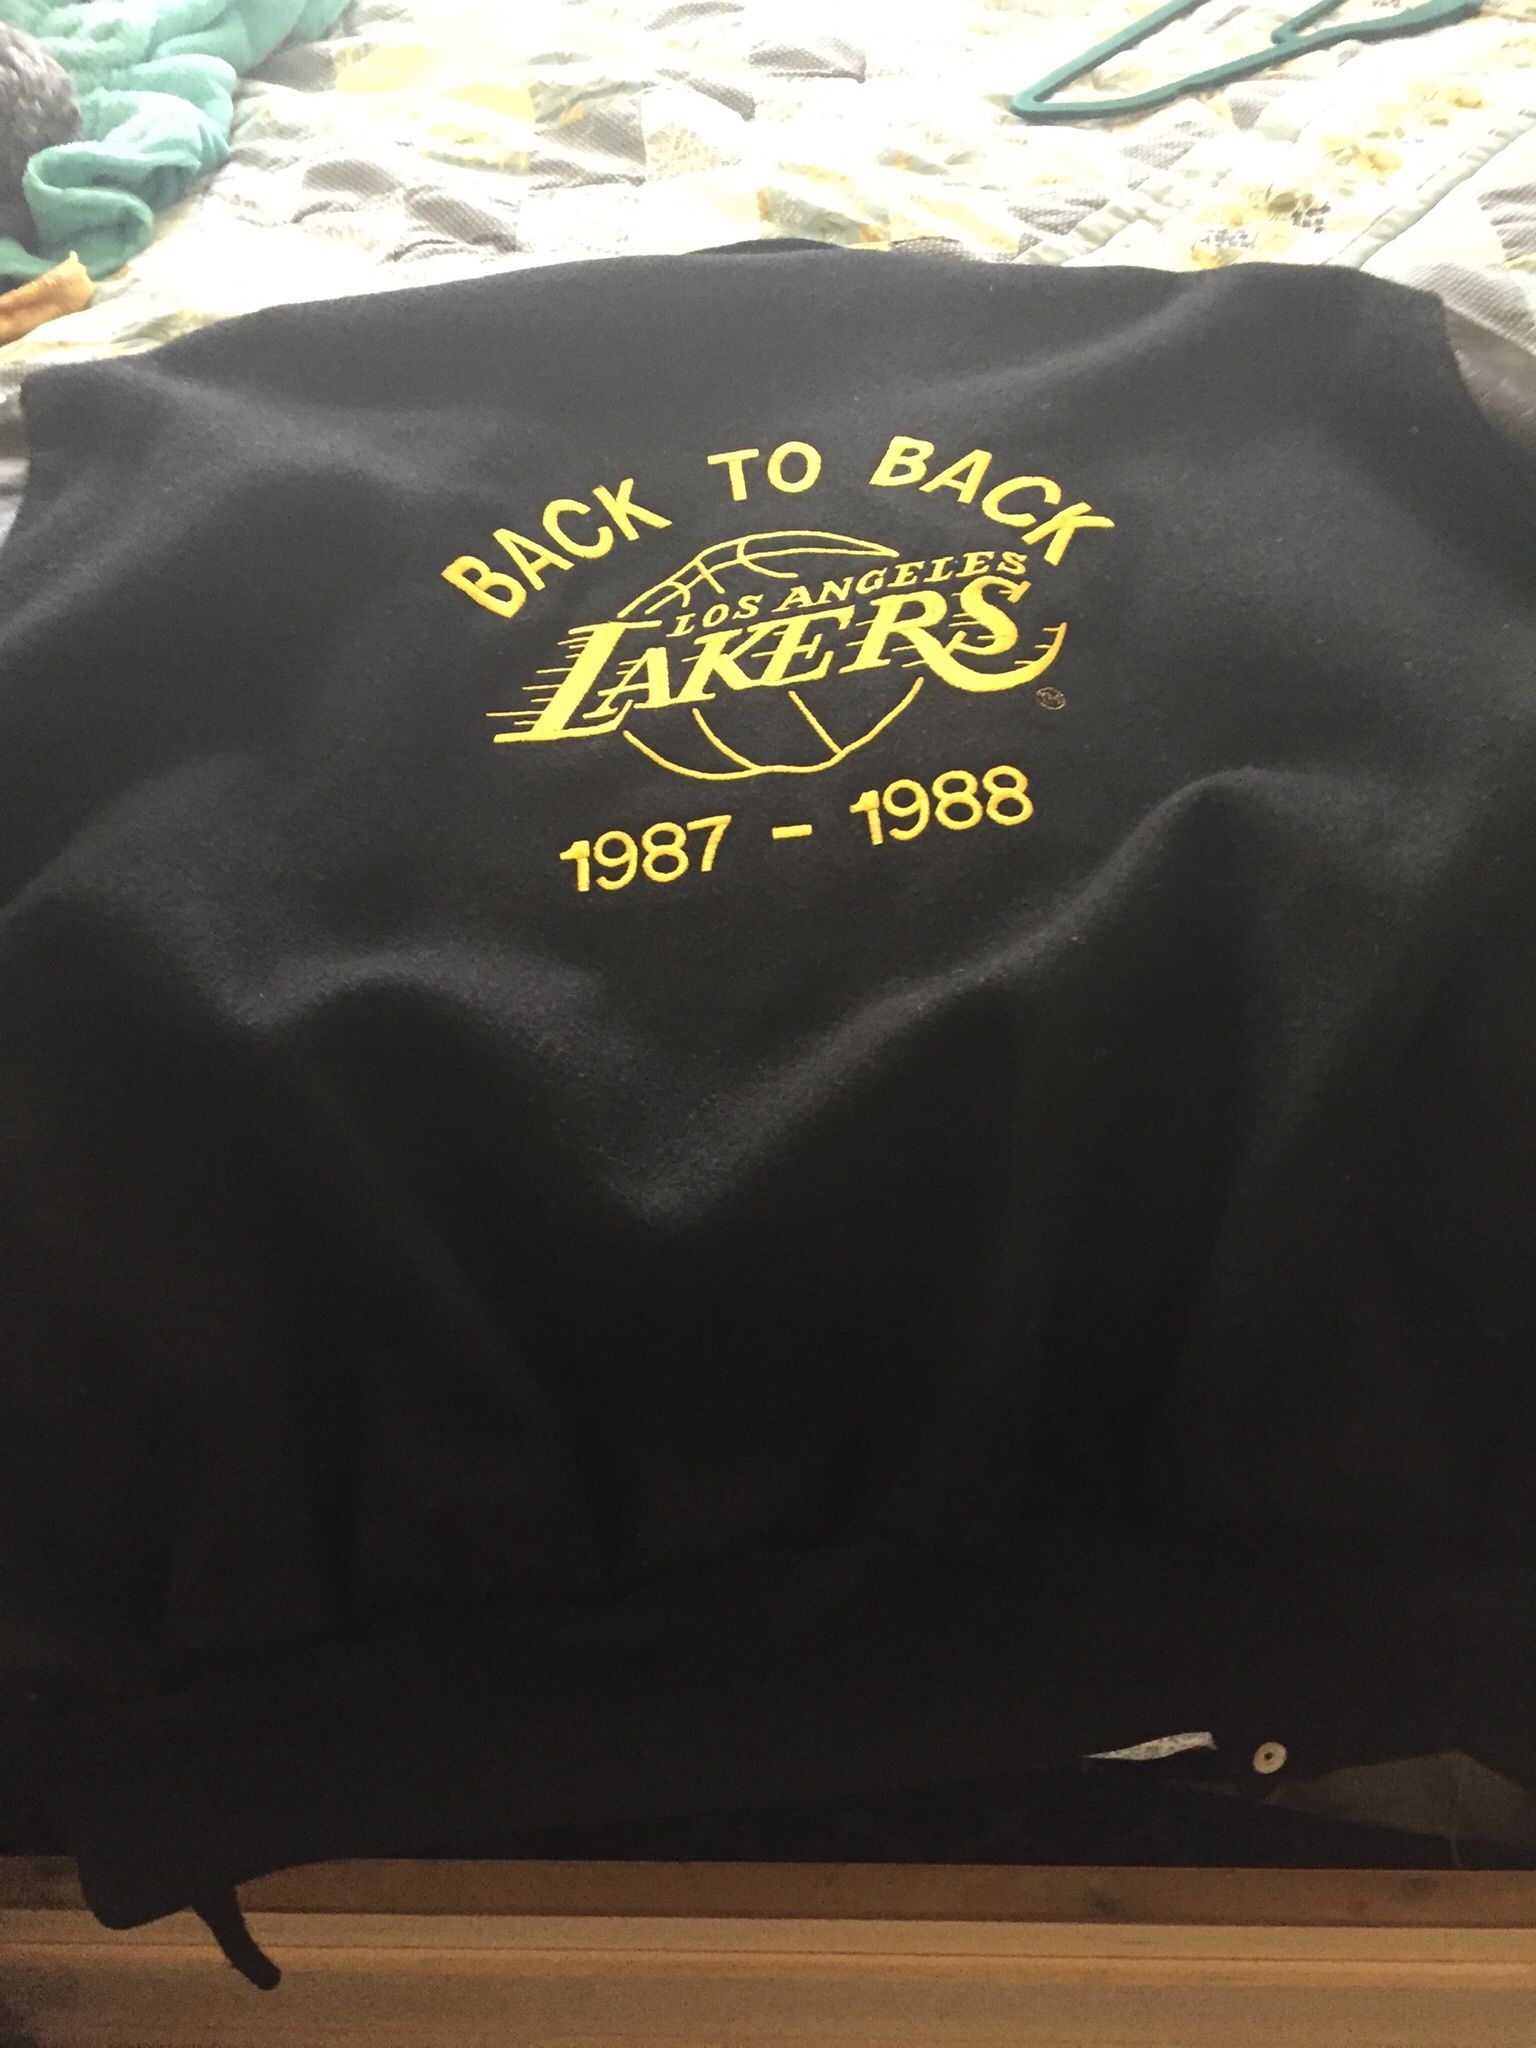 BACK TO BACK
LOS ANGELES
LAKERS
1987 - 1988